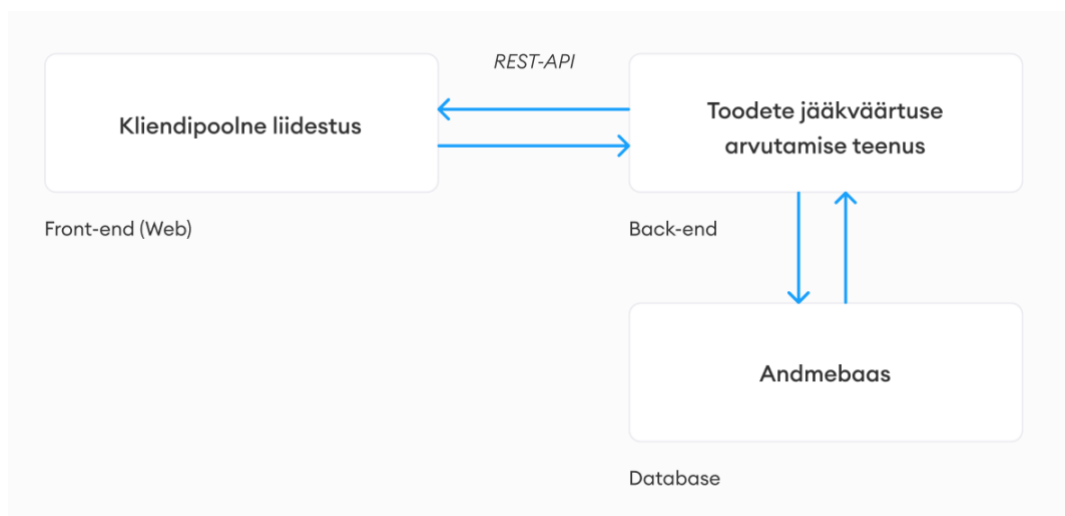 REST-API
Kliendipoolne liidestus
Toodete jääkväärtuse
arvutamise teenus
Front-end (Web)
Back-end
Andmebaas
Database